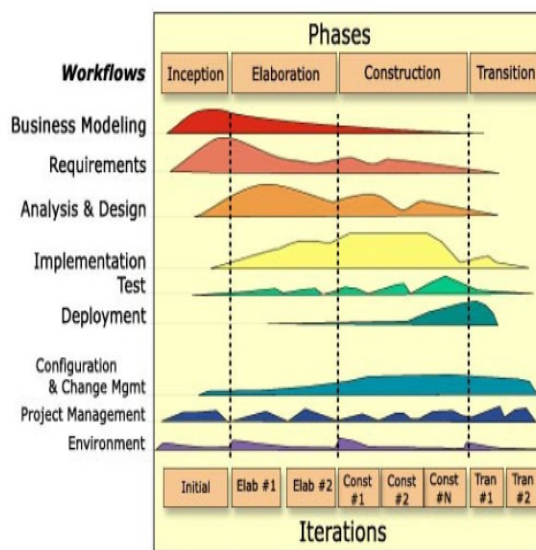 Phases
Workflows
Inception Elaboration Construction Transition
Business Modeling
Requirements
Analysis & Design
Implementation
Test
Deployment
Configuration
& Change Mgmt
Project Management
Environment
Initial Elab #1 Elab #2 Const #1 Const #2 Const #N Tran #1 Tran #2
Iterations